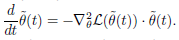 d/dt θ̃(t) = −∇²_θ ℒ(θ̃(t)) · θ̃(t).